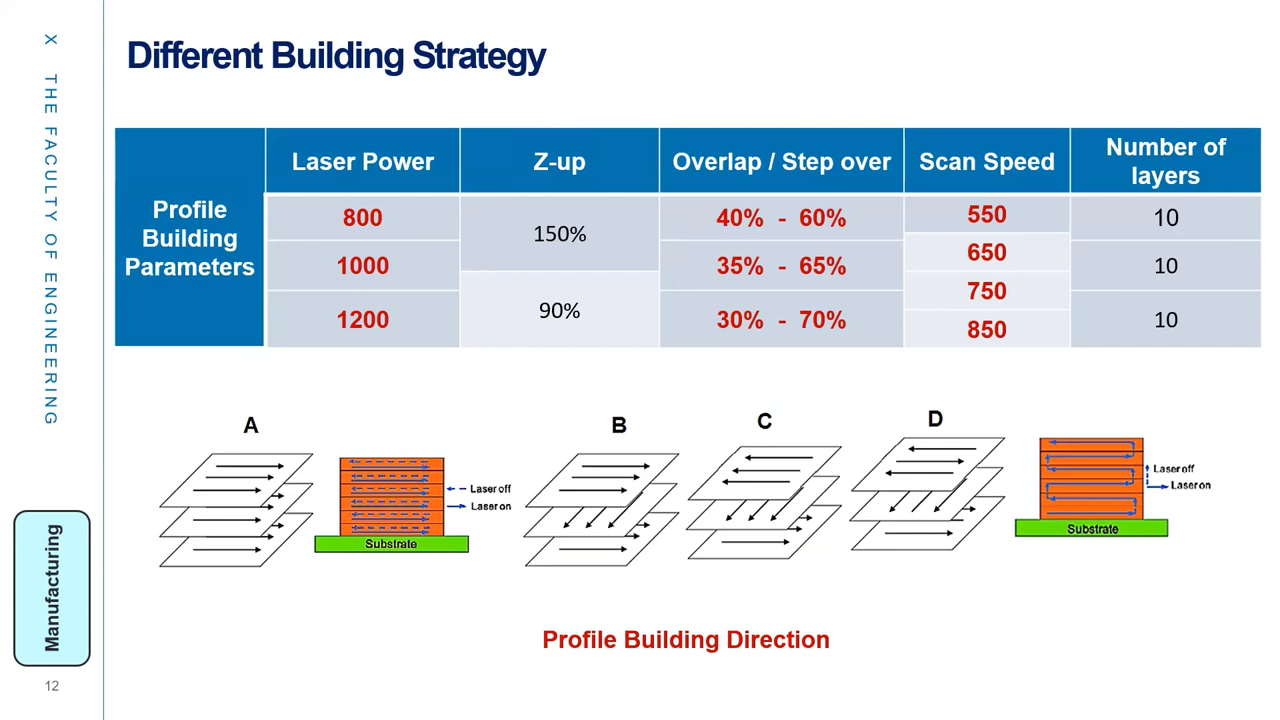 X THE FACULTY OF ENGINEERING
Different Building Strategy
Profile
Building
Parameters
Laser Power
Z-up
Overlap / Step over
Scan Speed
Number of
layers
800
150%
40% - 60%
550
10
1000
35% - 65%
650
10
1200
90%
30% - 70%
750
850
10
A
B
C
D
Laser off
Laser on
Substrate
Laser off
Laser on
Substrate
Profile Building Direction
Manufacturing
12